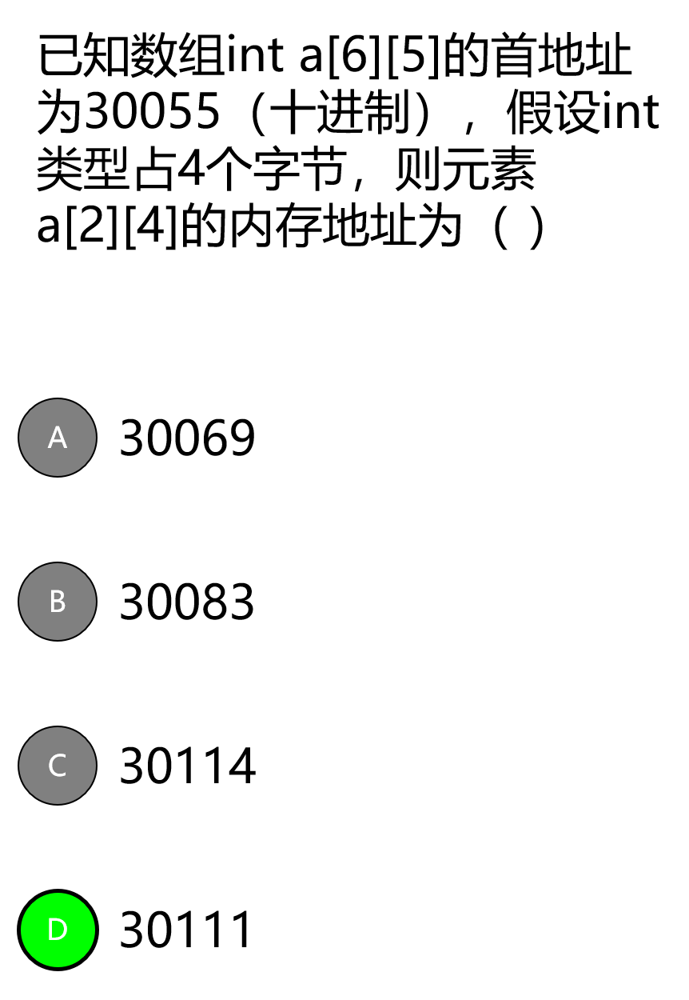 已知数组int a[6][5]的首地址
为30055（十进制），假设int
类型占4个字节，则元素
a[2][4]的内存地址为（ ）
A 30069
B 30083
C 30114
D 30111